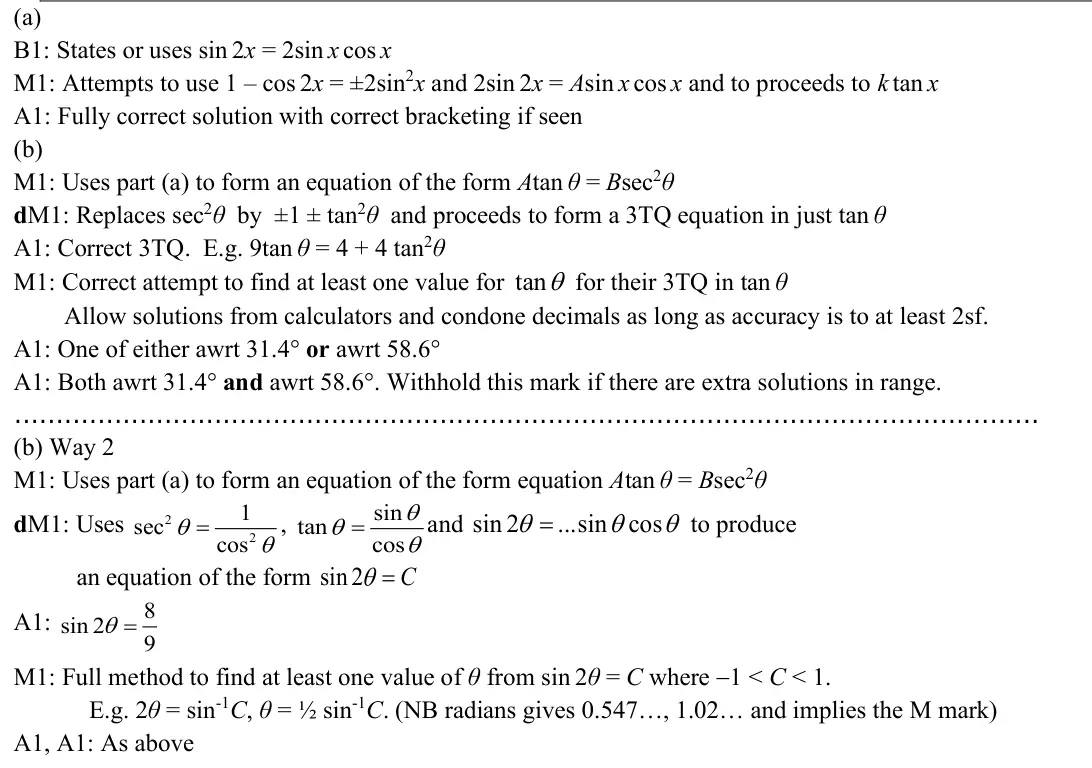 (a)
B1: States or uses sin 2x = 2sin x cos x
M1: Attempts to use 1 – cos 2x = ±2sin²x and 2sin 2x = Asin x cos x and to proceeds to k tan x
A1: Fully correct solution with correct bracketing if seen
(b)
M1: Uses part (a) to form an equation of the form Atan θ = Bsec²θ
dM1: Replaces sec²θ by ±1 ± tan²θ and proceeds to form a 3TQ equation in just tan θ
A1: Correct 3TQ. E.g. 9tan θ = 4 + 4 tan²θ
M1: Correct attempt to find at least one value for tan θ for their 3TQ in tan θ
Allow solutions from calculators and condone decimals as long as accuracy is to at least 2sf.
A1: One of either awrt 31.4° or awrt 58.6°
A1: Both awrt 31.4° and awrt 58.6°. Withhold this mark if there are extra solutions in range.
(b) Way 2
M1: Uses part (a) to form an equation of the form equation Atan θ = Bsec²θ
dM1: Uses sec² θ = 1/cos² θ, tan θ = sin θ/cos θ and sin 2θ = ...sin θ cos θ to produce
an equation of the form sin 2θ = C
A1: sin 2θ = 8/9
M1: Full method to find at least one value of θ from sin 2θ = C where −1 < C < 1.
E.g. 2θ = sin⁻¹C, θ = ½ sin⁻¹C. (NB radians gives 0.547…, 1.02… and implies the M mark)
A1, A1: As above